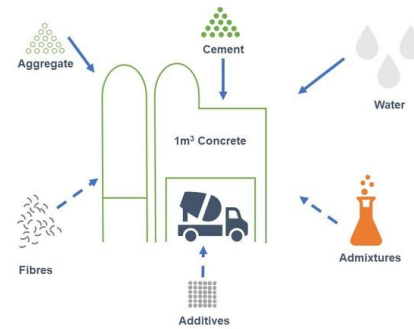 Cement
Aggregate
Water
1m³ Concrete
Admixtures
Fibres
Additives